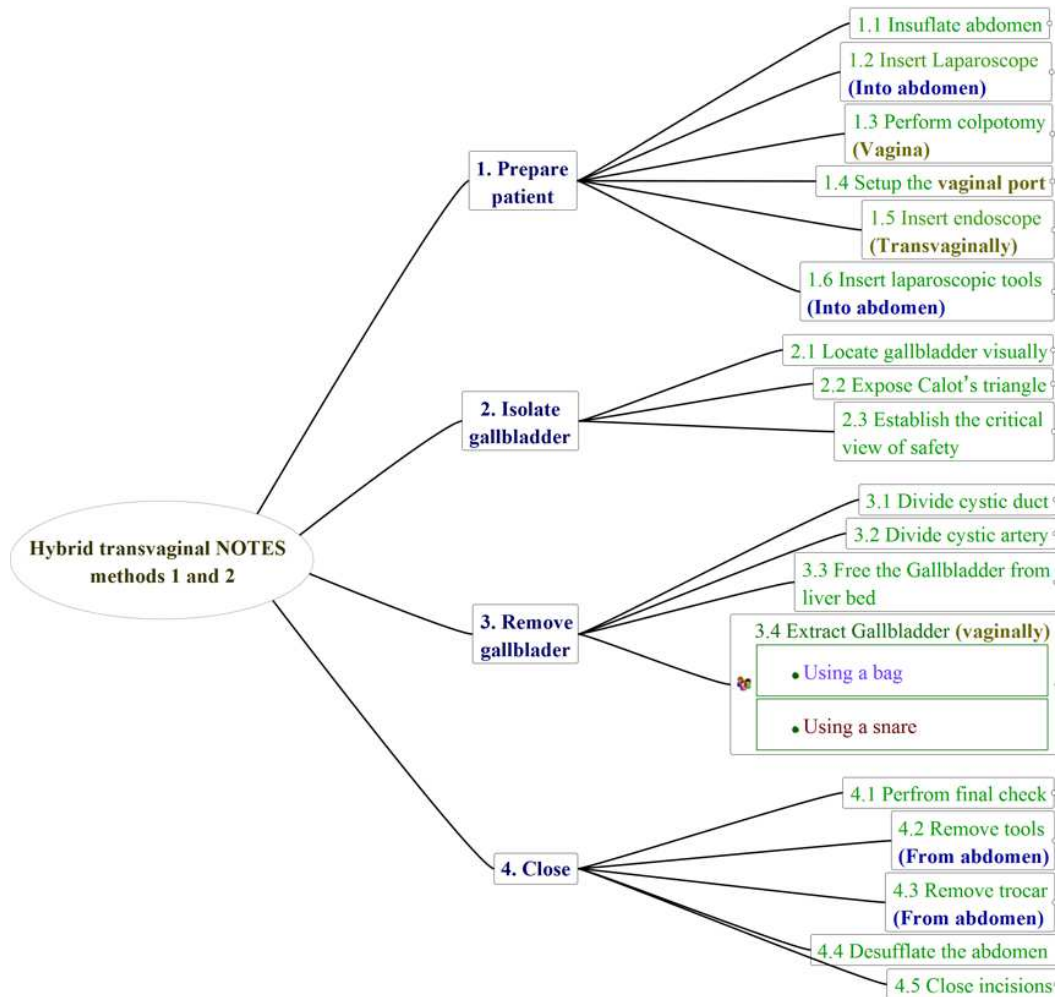 Hybrid transvaginal NOTES
methods 1 and 2
1. Prepare
patient
1.1 Insuflate abdomen
1.2 Insert Laparoscope
(Into abdomen)
1.3 Perform colpotomy
(Vagina)
1.4 Setup the vaginal port
1.5 Insert endoscope
(Transvaginally)
1.6 Insert laparoscopic tools
(Into abdomen)
2. Isolate
gallbladder
2.1 Locate gallbladder visually
2.2 Expose Calot's triangle
2.3 Establish the critical
view of safety
3. Remove
gallblader
3.1 Divide cystic duct
3.2 Divide cystic artery
3.3 Free the Gallbladder from
liver bed
3.4 Extract Gallbladder (vaginally)
• Using a bag
• Using a snare
4. Close
4.1 Perfrom final check
4.2 Remove tools
(From abdomen)
4.3 Remove trocar
(From abdomen)
4.4 Desufflate the abdomen
4.5 Close incisions